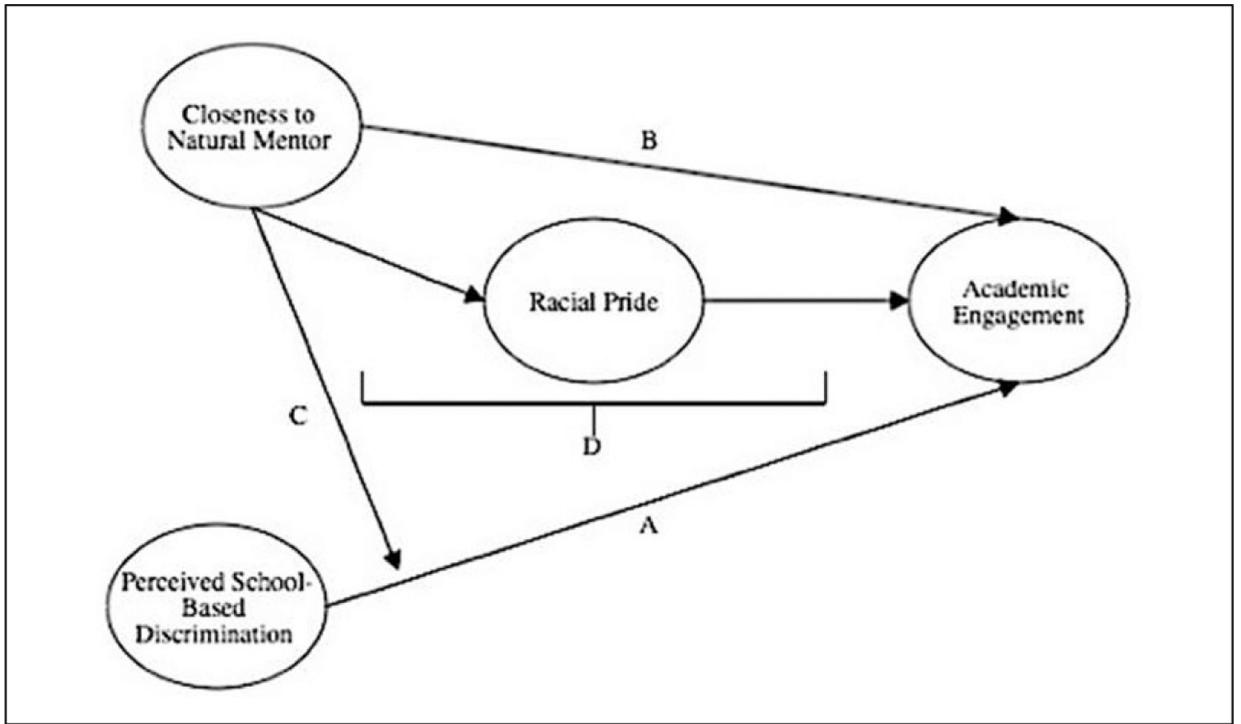 Closeness to
Natural Mentor
B
Racial Pride
Academic
Engagement
C
D
A
Perceived School-
Based
Discrimination